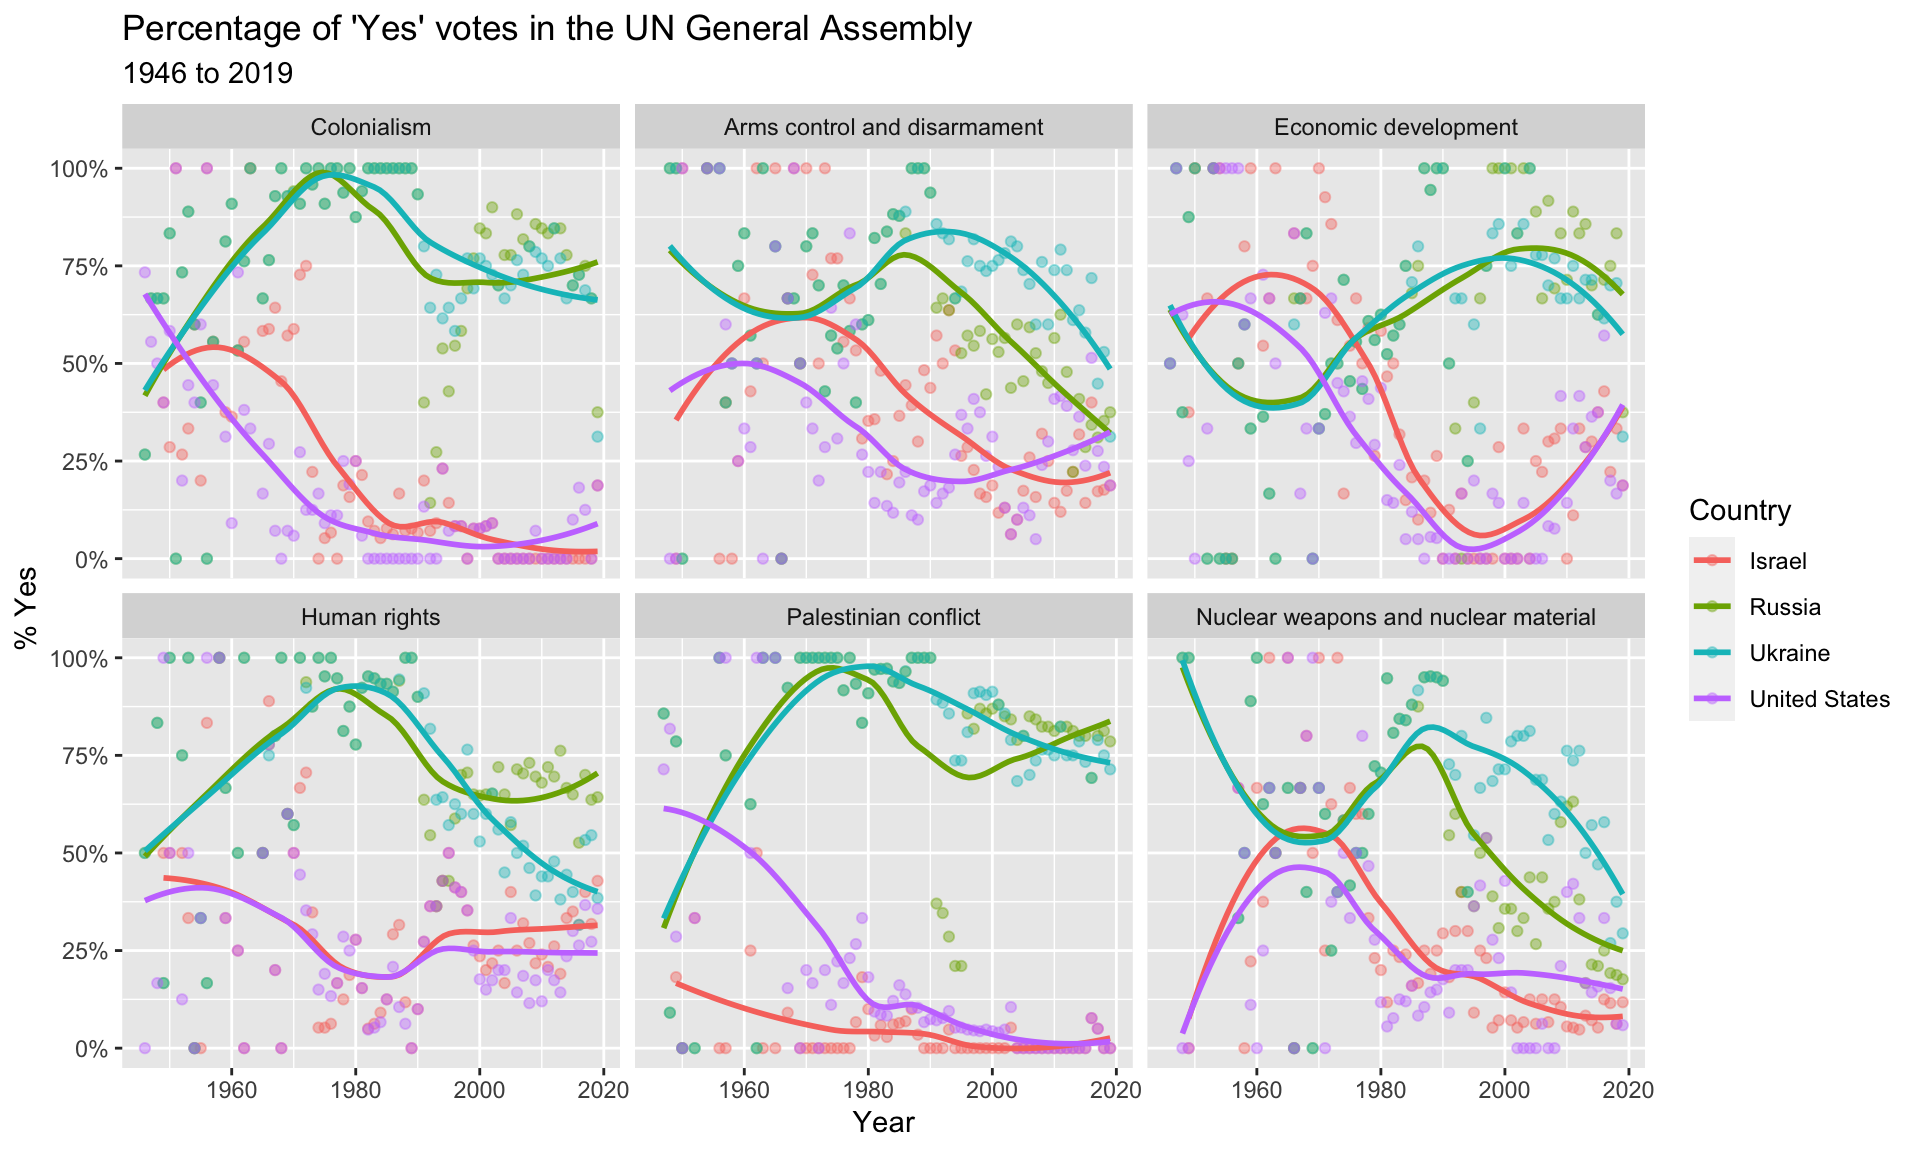 Percentage of 'Yes' votes in the UN General Assembly
1946 to 2019
Colonialism
Arms control and disarmament
Economic development
100%
75%
50%
25%
0%
Human rights
Palestinian conflict
Nuclear weapons and nuclear material
100%
75%
50%
25%
0%
1960 1980 2000 2020
1960 1980 2000 2020
1960 1980 2000 2020
% Yes
Year
Country
Israel
Russia
Ukraine
United States